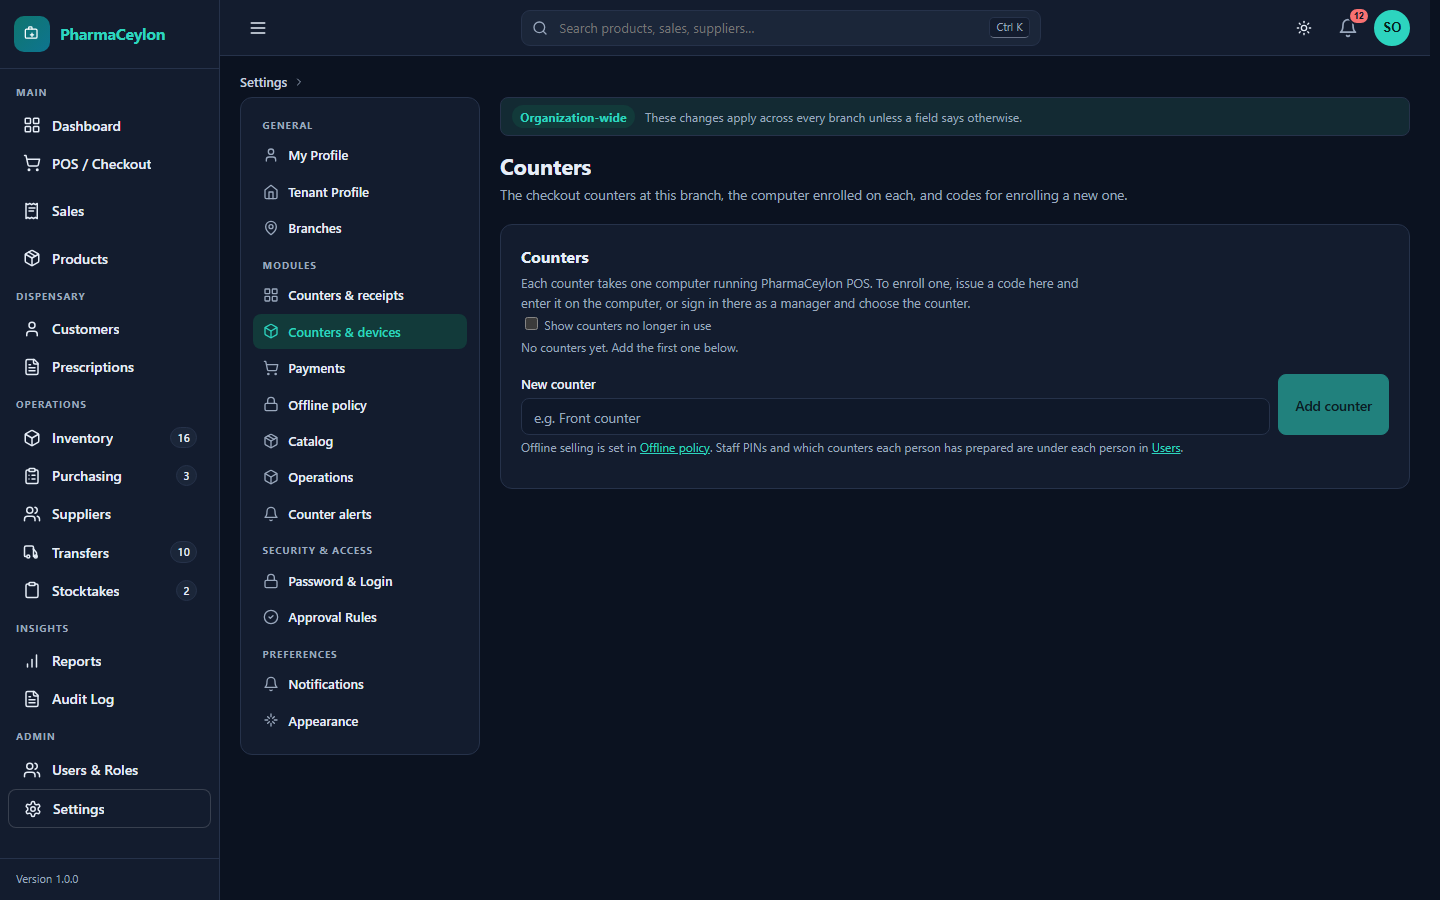 PharmaCeylon
Search products, sales, suppliers...
Ctrl K
12
SO
MAIN
Dashboard
POS / Checkout
Sales
Products
DISPENSARY
Customers
Prescriptions
OPERATIONS
Inventory 16
Purchasing 3
Suppliers
Transfers 10
Stocktakes 2
INSIGHTS
Reports
Audit Log
ADMIN
Users & Roles
Settings
Version 1.0.0
Settings >
GENERAL
My Profile
Tenant Profile
Branches
MODULES
Counters & receipts
Counters & devices
Payments
Offline policy
Catalog
Operations
Counter alerts
SECURITY & ACCESS
Password & Login
Approval Rules
PREFERENCES
Notifications
Appearance
Organization-wide These changes apply across every branch unless a field says otherwise.
Counters
The checkout counters at this branch, the computer enrolled on each, and codes for enrolling a new one.
Counters
Each counter takes one computer running PharmaCeylon POS. To enroll one, issue a code here and
enter it on the computer, or sign in there as a manager and choose the counter.
Show counters no longer in use
No counters yet. Add the first one below.
New counter
e.g. Front counter
Add counter
Offline selling is set in Offline policy. Staff PINs and which counters each person has prepared are under each person in Users.